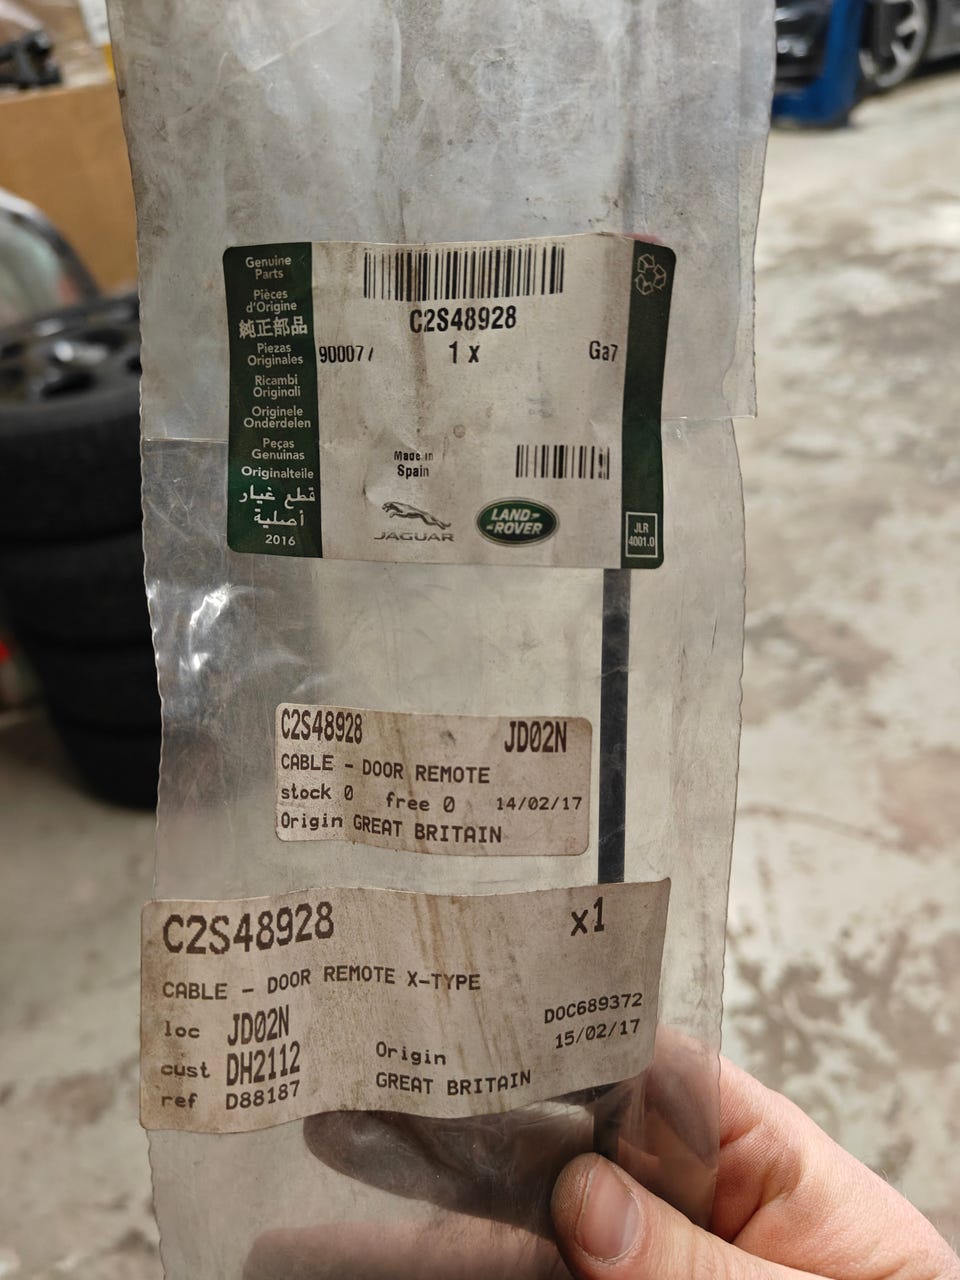 Genuine
Parts
Pièces
d'Origine
純正部品
Piezas
Originales
Ricambi
Originali
Originele
Onderdelen
Peças
Genuinas
Originalteile
قطع غيار
أصلية
2016
C2S48928
90007/ 1 x Ga7
Made in
Spain
JAGUAR
LAND-
-ROVER
JLR
4001.0
C2S48928 JD02N
CABLE - DOOR REMOTE
stock 0 free 0 14/02/17
Origin GREAT BRITAIN
C2S48928 x1
CABLE - DOOR REMOTE X-TYPE
loc JD02N DOC689372
cust DH2112 Origin 15/02/17
ref D88187 GREAT BRITAIN